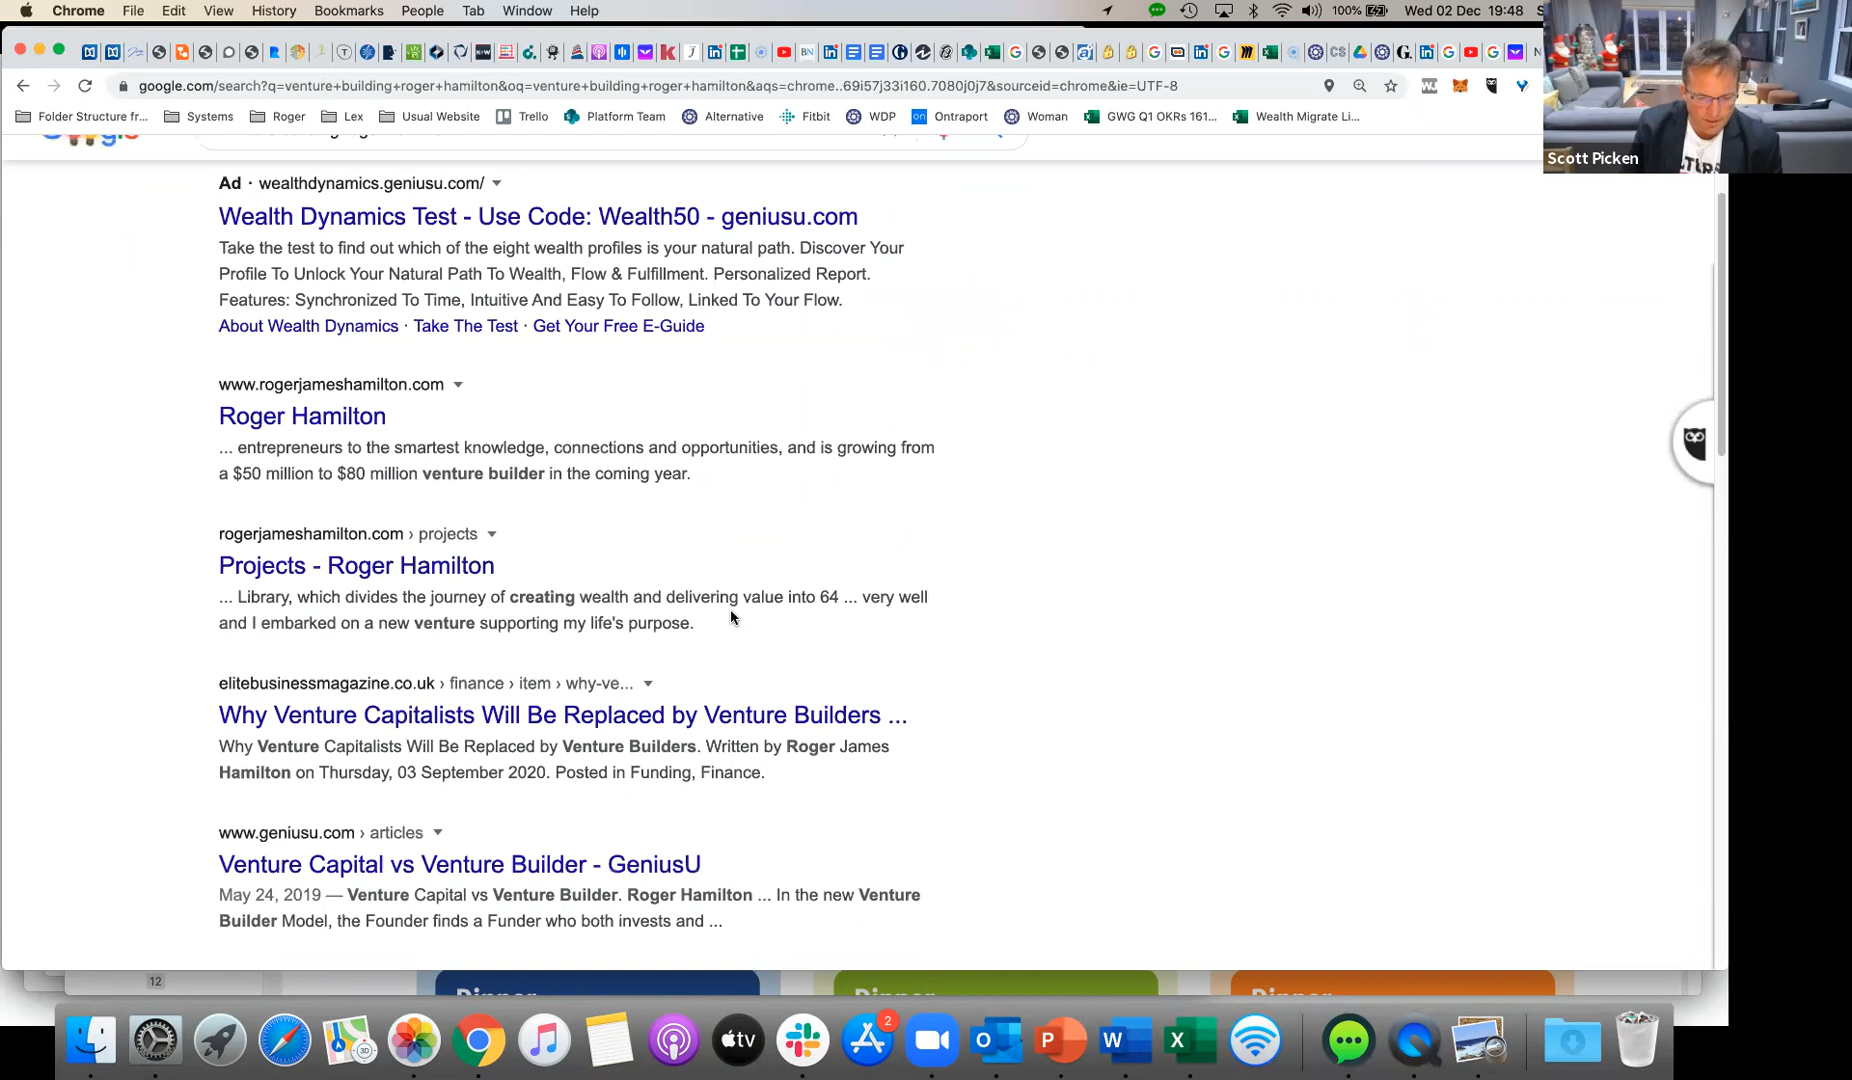 Chrome File Edit View History Bookmarks People Tab Window Help 100% Wed 02 Dec 19:48
google.com/search?q=venture+building+roger+hamilton&oq=venture+building+roger+hamilton&aqs=chrome..69i57j33i160.7080j0j7&sourceid=chrome&ie=UTF-8
Folder Structure fr... Systems Roger Lex Usual Website Trello Platform Team Alternative Fitbit WDP Ontraport Woman GWG Q1 OKRs 161... Wealth Migrate Li...
Scott Picken
Ad · wealthdynamics.geniusu.com/
Wealth Dynamics Test - Use Code: Wealth50 - geniusu.com
Take the test to find out which of the eight wealth profiles is your natural path. Discover Your
Profile To Unlock Your Natural Path To Wealth, Flow & Fulfillment. Personalized Report.
Features: Synchronized To Time, Intuitive And Easy To Follow, Linked To Your Flow.
About Wealth Dynamics · Take The Test · Get Your Free E-Guide
www.rogerjameshamilton.com
Roger Hamilton
... entrepreneurs to the smartest knowledge, connections and opportunities, and is growing from
a $50 million to $80 million venture builder in the coming year.
rogerjameshamilton.com › projects
Projects - Roger Hamilton
... Library, which divides the journey of creating wealth and delivering value into 64 ... very well
and I embarked on a new venture supporting my life's purpose.
elitebusinessmagazine.co.uk › finance › item › why-ve...
Why Venture Capitalists Will Be Replaced by Venture Builders ...
Why Venture Capitalists Will Be Replaced by Venture Builders. Written by Roger James
Hamilton on Thursday, 03 September 2020. Posted in Funding, Finance.
www.geniusu.com › articles
Venture Capital vs Venture Builder - GeniusU
May 24, 2019 — Venture Capital vs Venture Builder. Roger Hamilton ... In the new Venture
Builder Model, the Founder finds a Funder who both invests and ...
12
2
tv